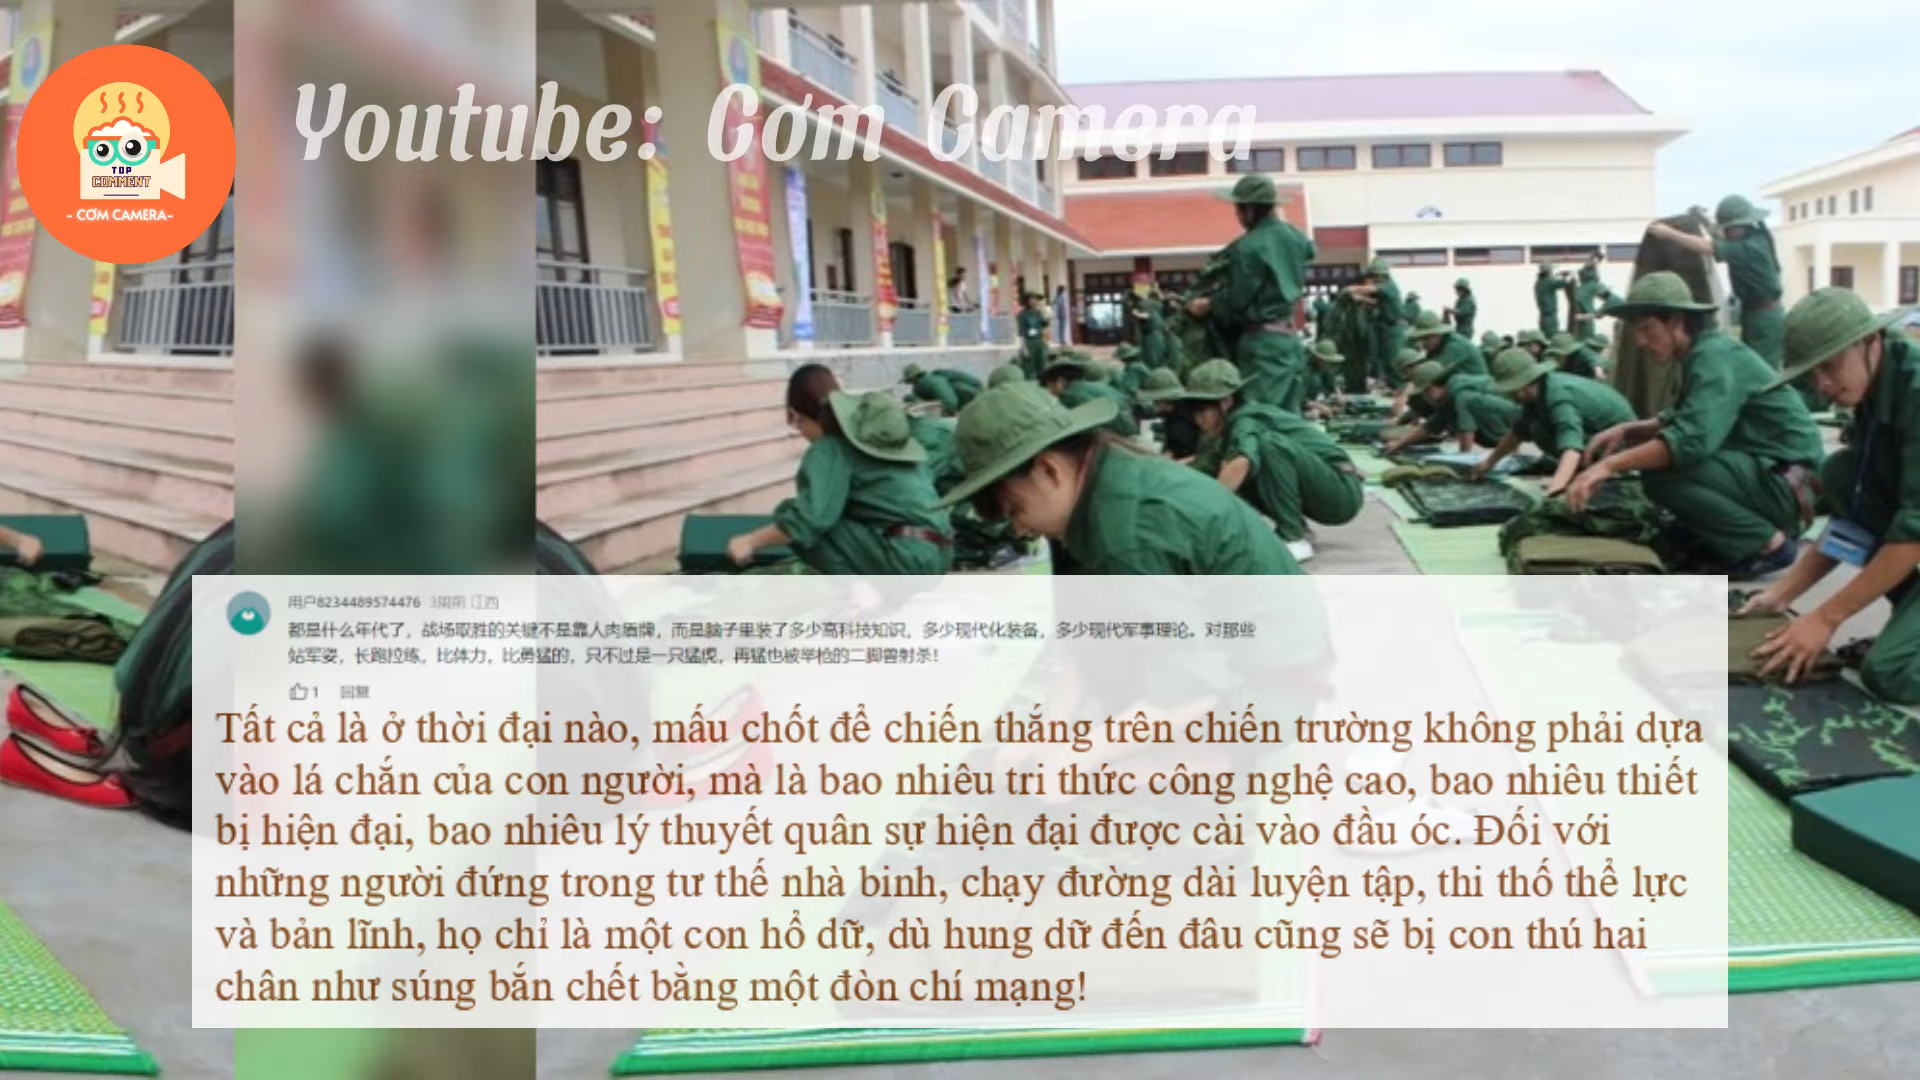 Youtube: Cơm Camera
TOP
COMMENT
- CƠM CAMERA-
用户8234489574476 3周前 江西
都是什么年代了，战场取胜的关键不是靠人肉盾牌，而是脑子里装了多少高科技知识，多少现代化装备，多少现代军事理论。对那些
站军姿，长跑拉练，比体力，比勇猛的，只不过是一只猛虎，再猛也被举枪的二脚兽射杀！
1 回复
Tất cả là ở thời đại nào, mấu chốt để chiến thắng trên chiến trường không phải dựa
vào lá chắn của con người, mà là bao nhiêu tri thức công nghệ cao, bao nhiêu thiết
bị hiện đại, bao nhiêu lý thuyết quân sự hiện đại được cài vào đầu óc. Đối với
những người đứng trong tư thế nhà binh, chạy đường dài luyện tập, thi thố thể lực
và bản lĩnh, họ chỉ là một con hổ dữ, dù hung dữ đến đâu cũng sẽ bị con thú hai
chân như súng bắn chết bằng một đòn chí mạng!